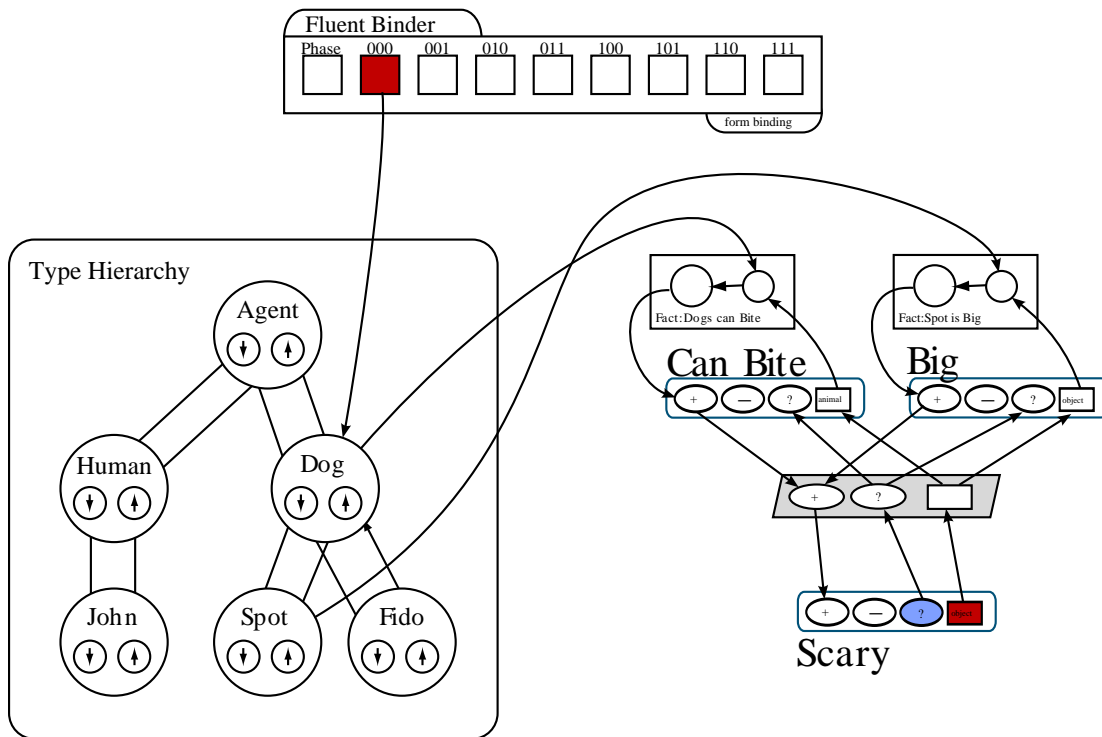 Fluent Binder
Phase 000 001 010 011 100 101 110 111
form binding
Type Hierarchy
Agent
Human
Dog
John
Spot
Fido
Fact:Dogs can Bite
Fact:Spot is Big
Can Bite
+ — ? animal
Big
+ — ? object
+ ?
+ — ? object
Scary